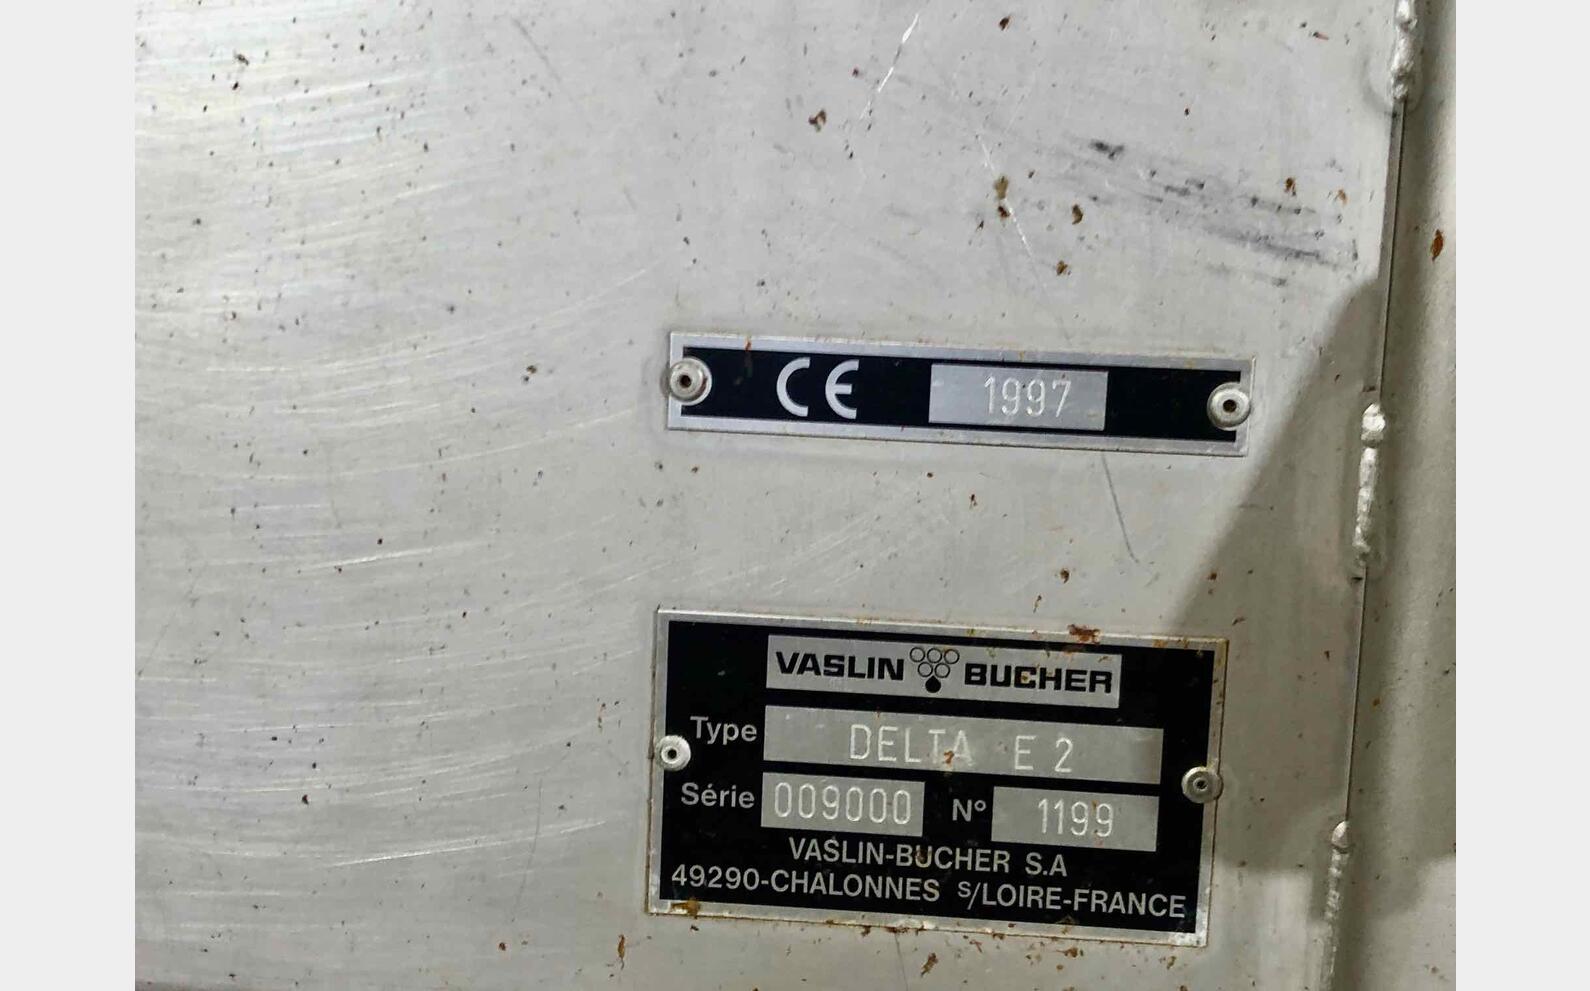 CE 1997
VASLIN BUCHER
Type DELTA E 2
Série 009000 N° 1199
VASLIN-BUCHER S.A
49290-CHALONNES S/LOIRE-FRANCE